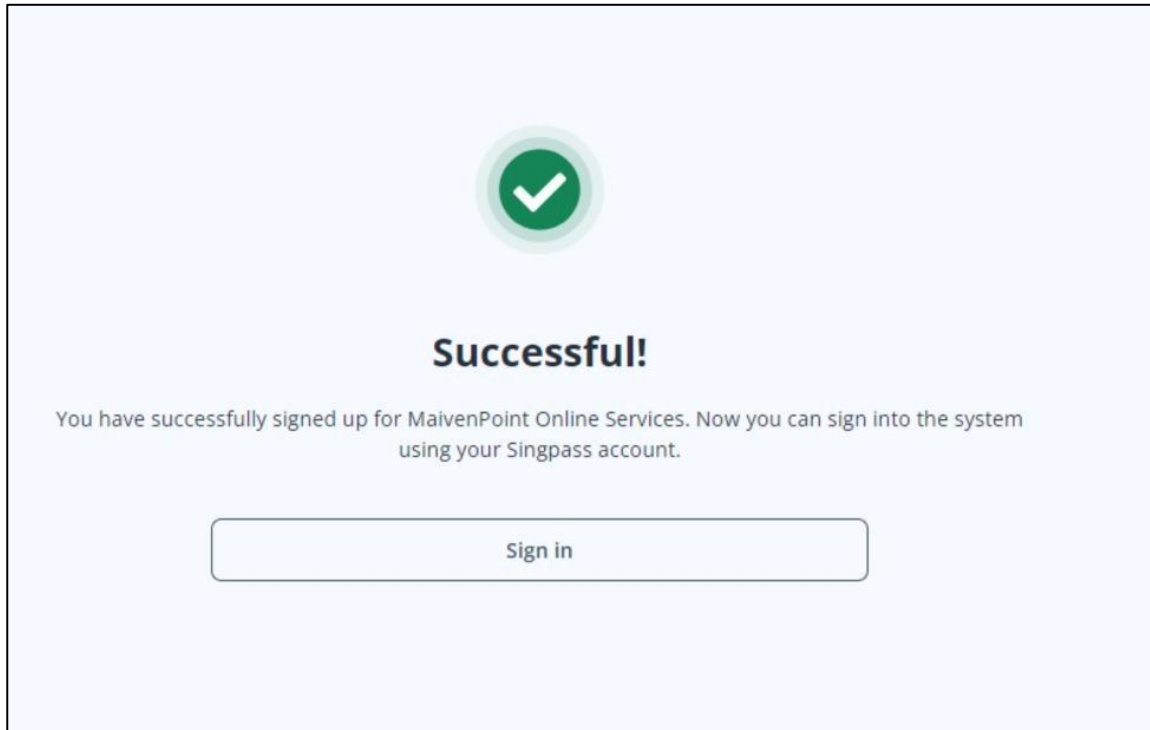 Successful!
You have successfully signed up for MaivenPoint Online Services. Now you can sign into the system
using your Singpass account.
Sign in